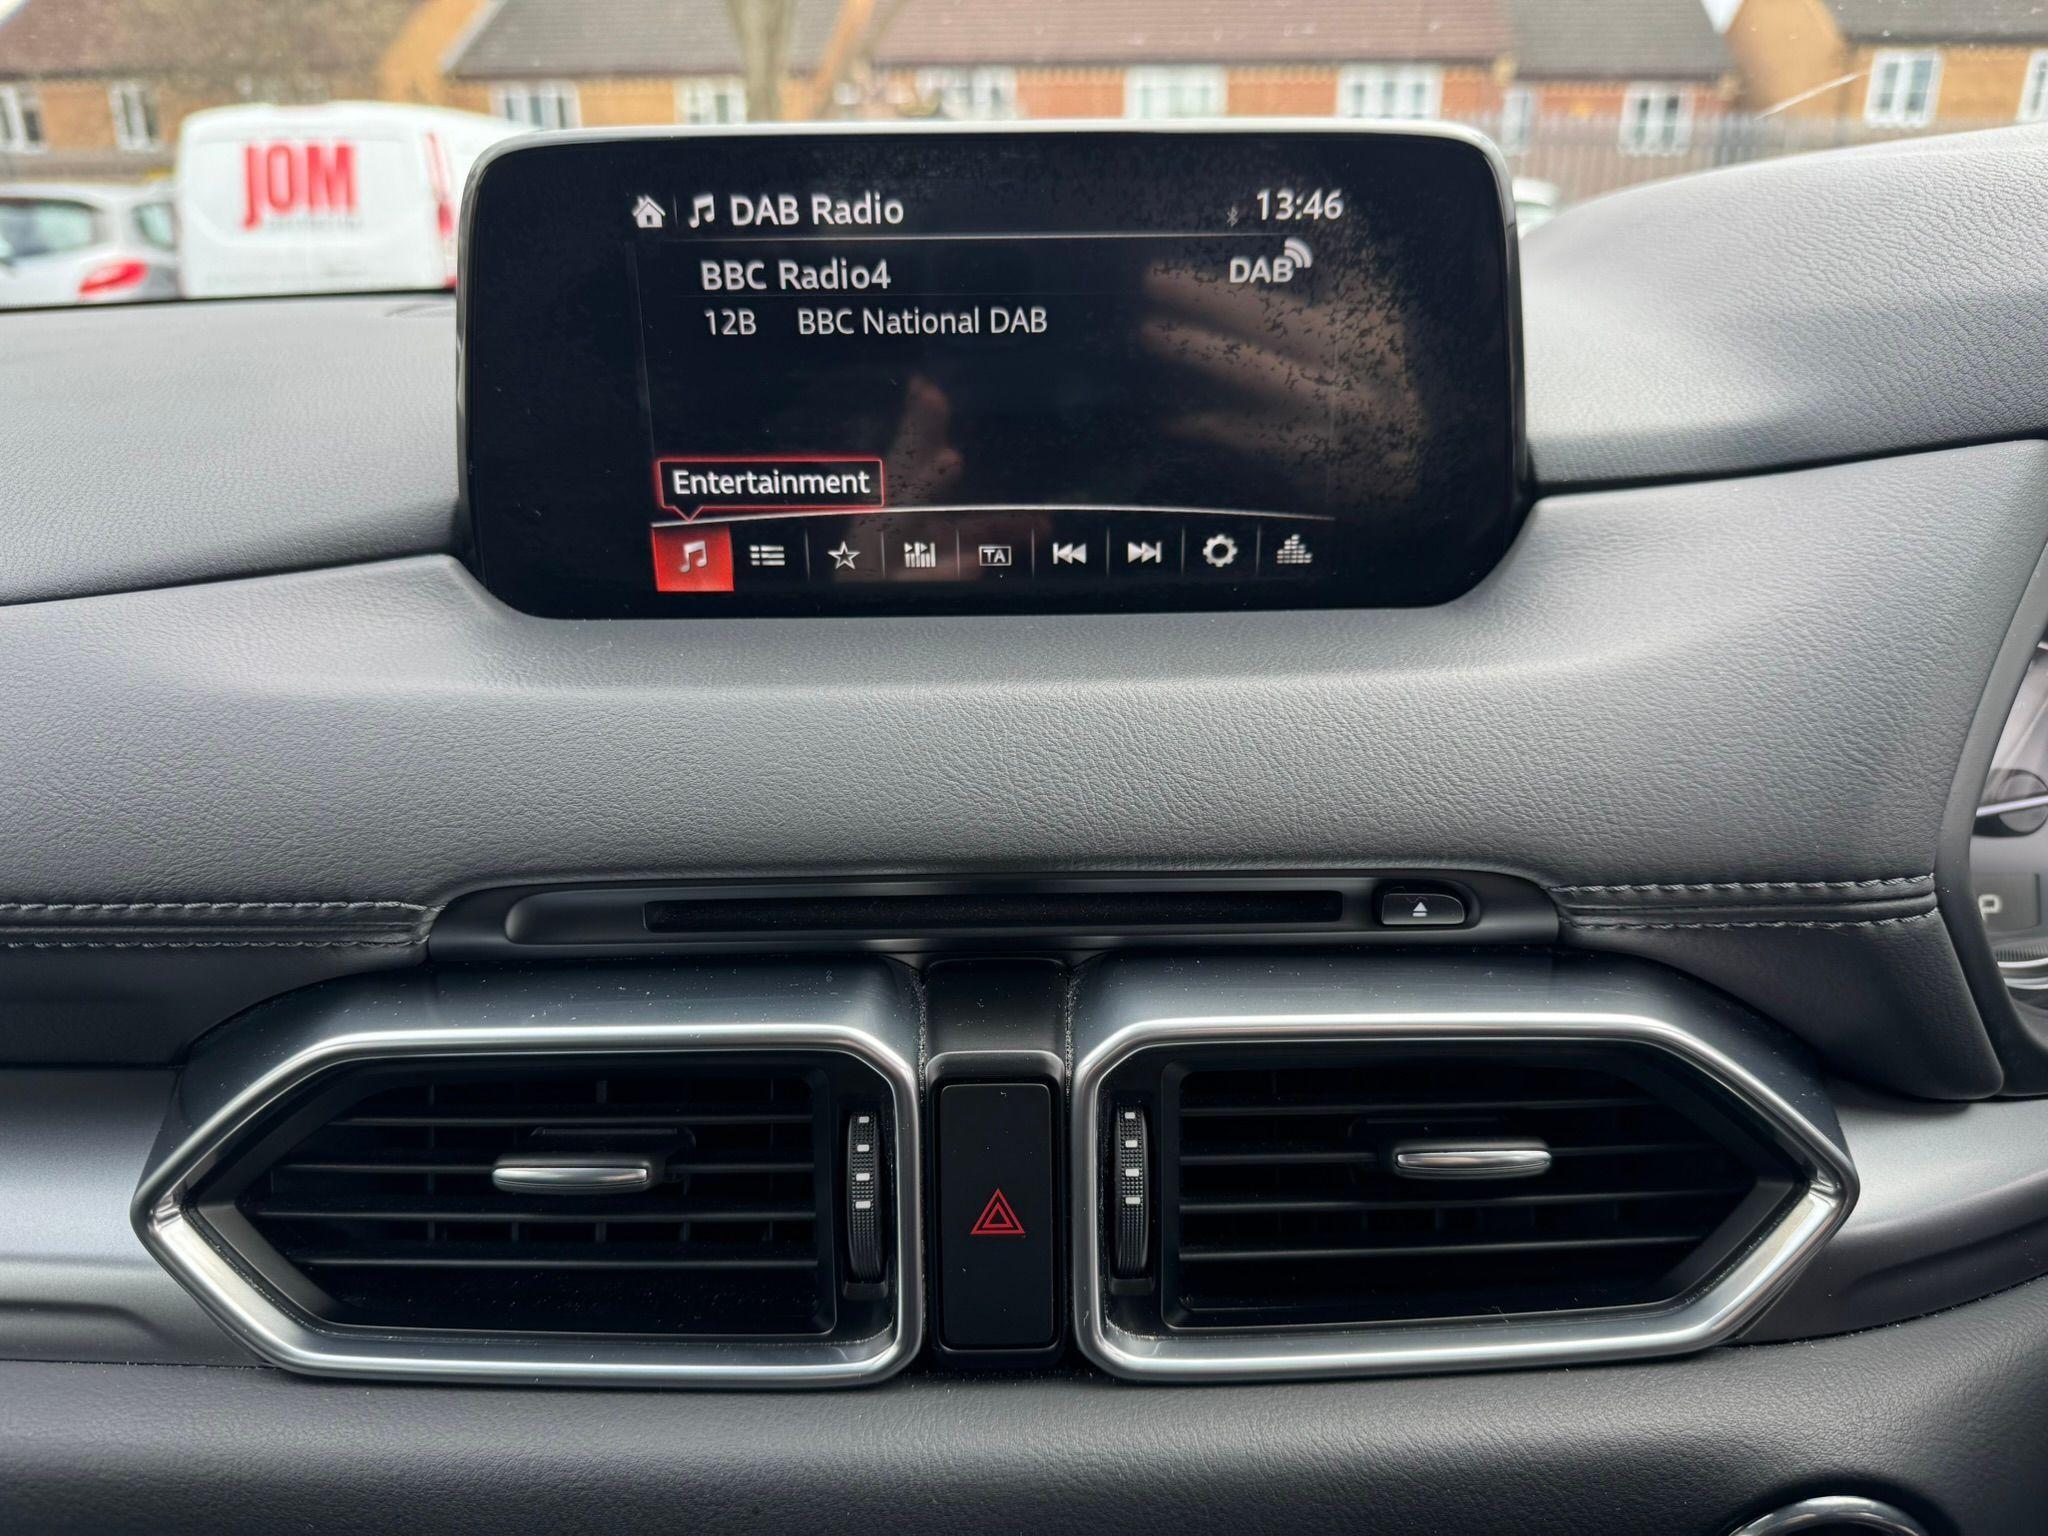 JOM
DAB Radio
13:46
BBC Radio4
DAB
12B BBC National DAB
Entertainment
TA
P